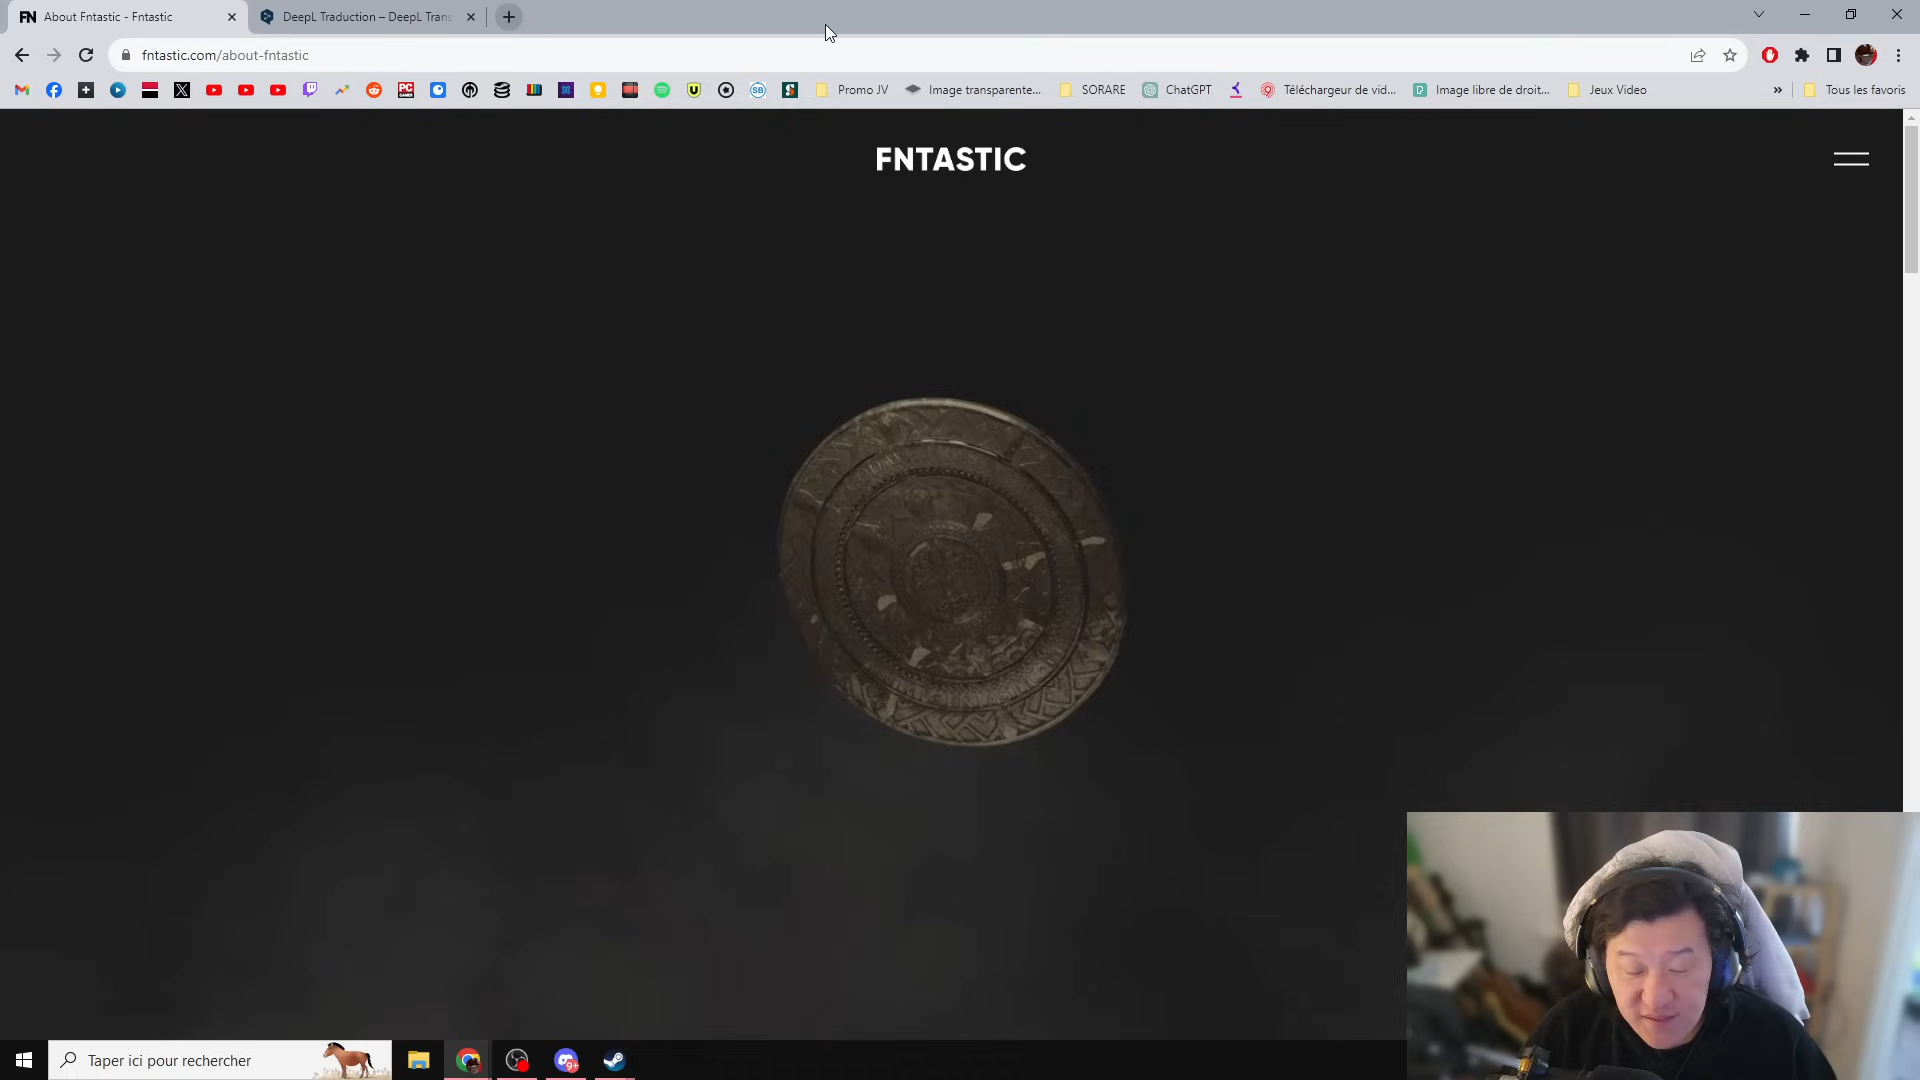 About Fntastic - Fntastic
DeepL Traduction – DeepL Trans
fntastic.com/about-fntastic
Promo JV
Image transparente...
SORARE
ChatGPT
Téléchargeur de vid...
Image libre de droit...
Jeux Video
»
Tous les favoris
FNTASTIC
Taper ici pour rechercher
9+